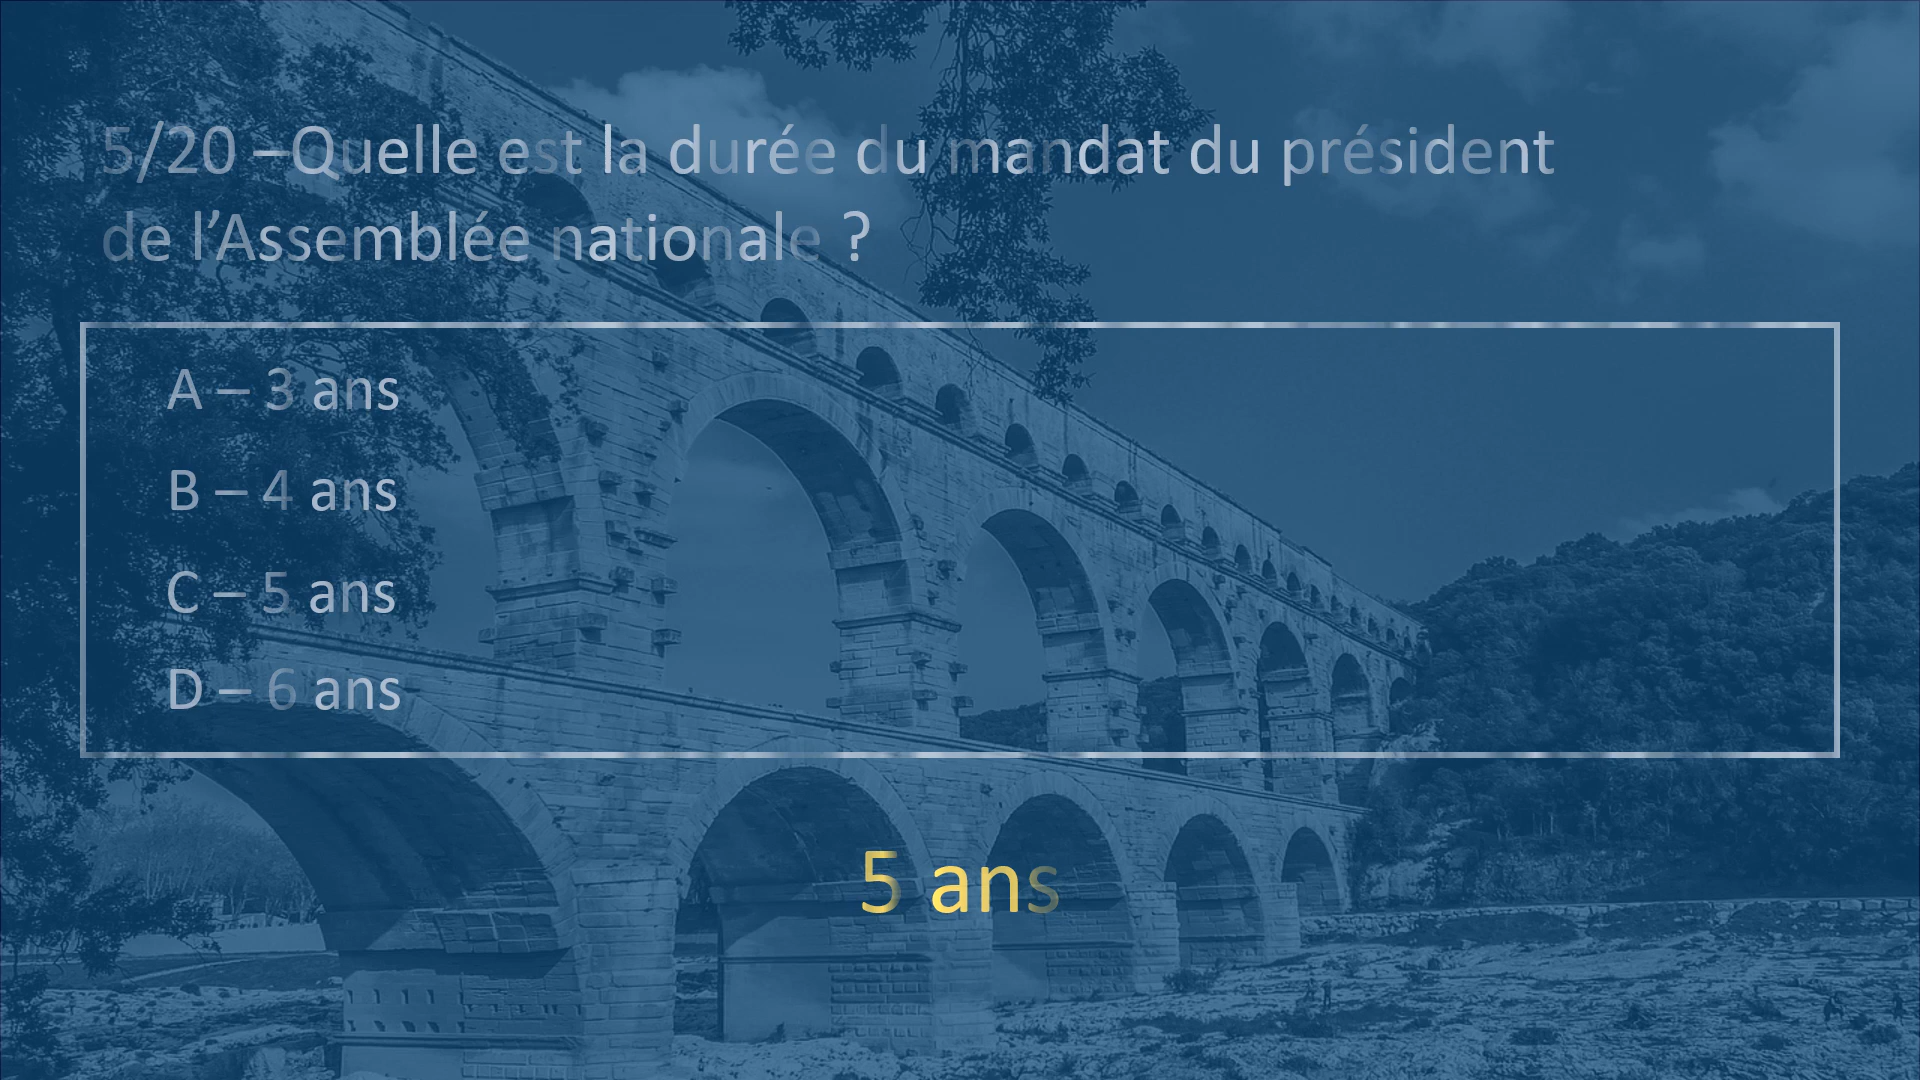 5/20 –Quelle est la durée du mandat du président
de l’Assemblée nationale ?
A – 3 ans
B – 4 ans
C – 5 ans
D – 6 ans
5 ans